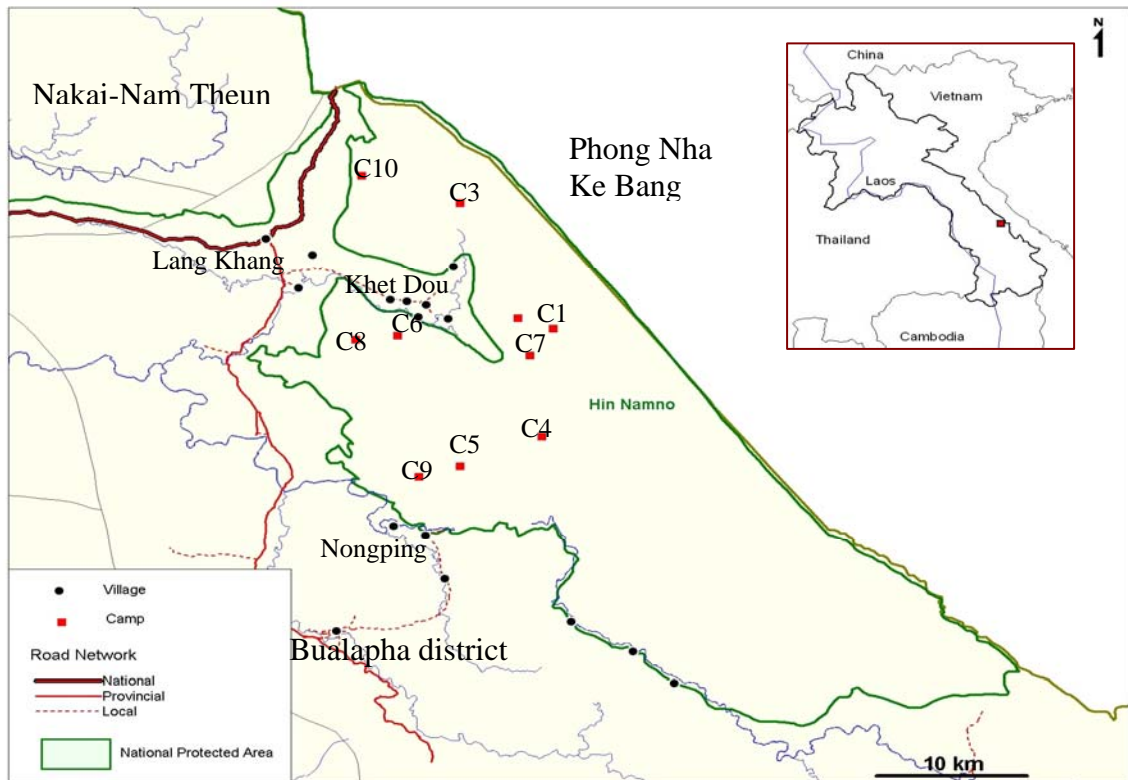 N
China
Vietnam
Laos
Thailand
Cambodia
Nakai-Nam Theun
Phong Nha
Ke Bang
C10
C3
Lang Khang
Khet Dou
C1
C6
C8
C7
Hin Namno
C4
C5
C9
Nongping
Bualapha district
Village
Camp
Road Network
National
Provincial
Local
National Protected Area
10 km